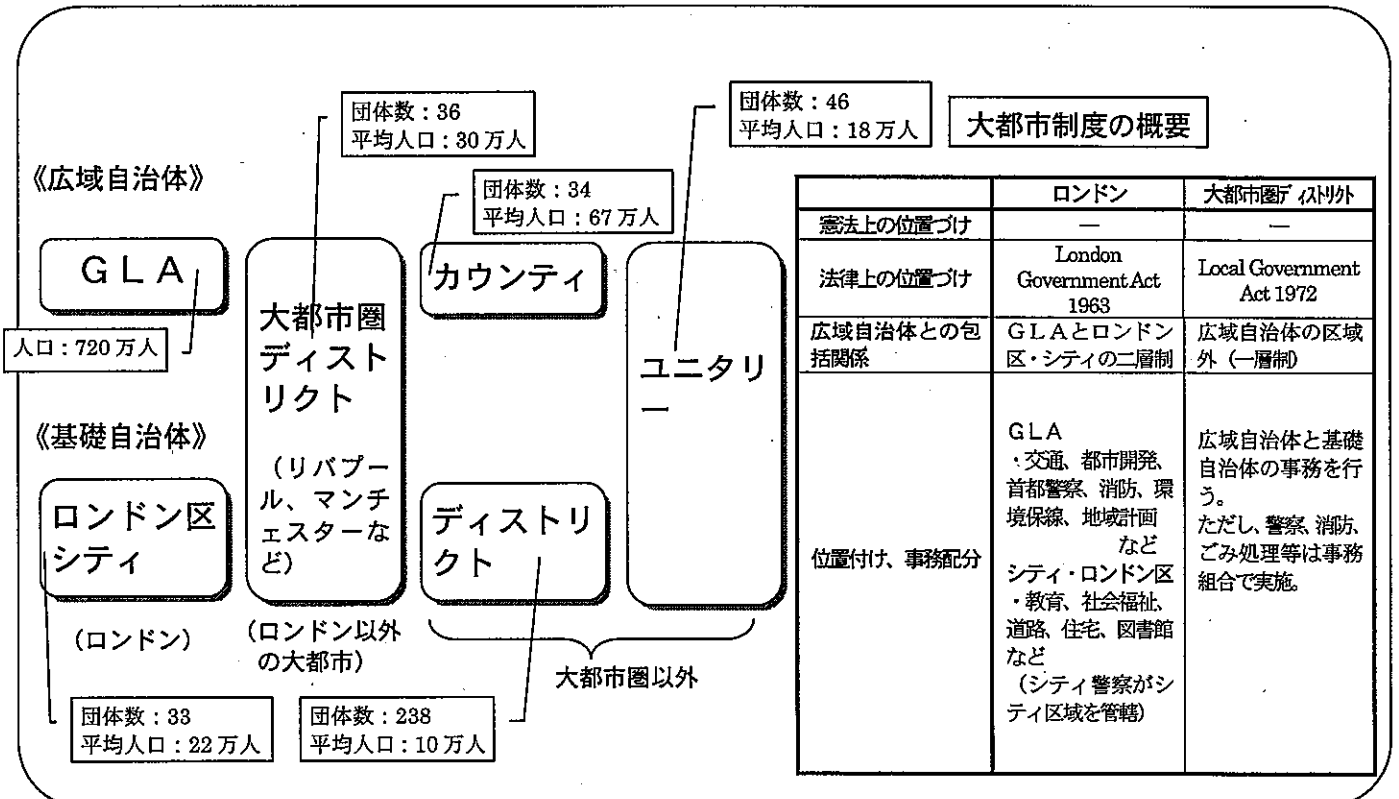 団体数：36
平均人口：30万人
団体数：46
平均人口：18万人
大都市制度の概要
《広域自治体》
団体数：34
平均人口：67万人
ＧＬＡ
人口：720万人
大都市圏
ディスト
リクト
（リバプー
ル、マンチ
ェスターな
ど）
カウンティ
ユニタリ
ー
《基礎自治体》
ロンドン区
シティ
ディストリ
クト
（ロンドン）
（ロンドン以外
の大都市）
大都市圏以外
団体数：33
平均人口：22万人
団体数：238
平均人口：10万人
ロンドン
大都市圏ディストリクト
憲法上の位置づけ
―
―
法律上の位置づけ
London
Government Act
1963
Local Government
Act 1972
広域自治体との包
括関係
ＧＬＡとロンドン
区・シティの二層制
広域自治体の区域
外（一層制）
位置付け、事務配分
ＧＬＡ
・交通、都市開発、
首都警察、消防、環
境保線、地域計画
など
シティ・ロンドン区
・教育、社会福祉、
道路、住宅、図書館
など
（シティ警察がシ
ティ区域を管轄）
広域自治体と基礎
自治体の事務を行
う。
ただし、警察、消防、
ごみ処理等は事務
組合で実施。